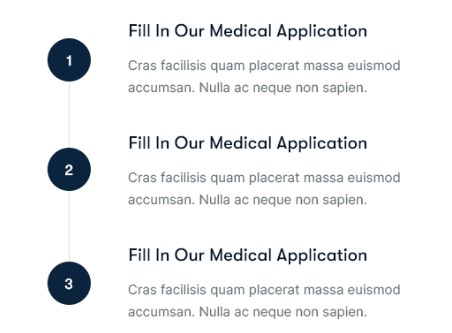 Fill In Our Medical Application
1
Cras facilisis quam placerat massa euismod
accumsan. Nulla ac neque non sapien.
Fill In Our Medical Application
2
Cras facilisis quam placerat massa euismod
accumsan. Nulla ac neque non sapien.
Fill In Our Medical Application
3
Cras facilisis quam placerat massa euismod
accumsan. Nulla ac neque non sapien.